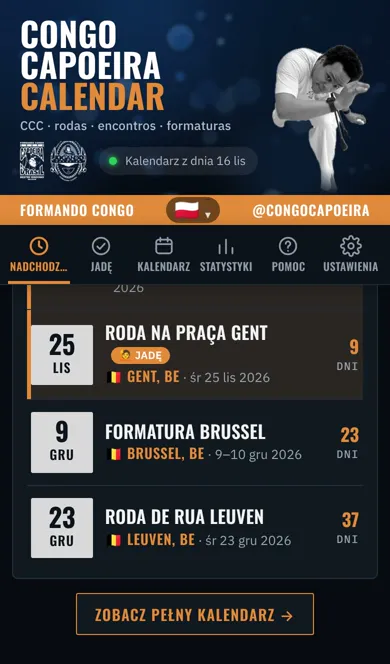 CONGO
CAPOEIRA
CALENDAR
CCC · rodas · encontros · formaturas
Kalendarz z dnia 16 lis
FORMANDO CONGO
@CONGOCAPOEIRA
NADCHODZ...
JADĘ
KALENDARZ
STATYSTYKI
POMOC
USTAWIENIA
2026
25
LIS
RODA NA PRAÇA GENT
JADĘ
GENT, BE · śr 25 lis 2026
9
DNI
9
GRU
FORMATURA BRUSSEL
BRUSSEL, BE · 9–10 gru 2026
23
DNI
23
GRU
RODA DE RUA LEUVEN
LEUVEN, BE · śr 23 gru 2026
37
DNI
ZOBACZ PEŁNY KALENDARZ →